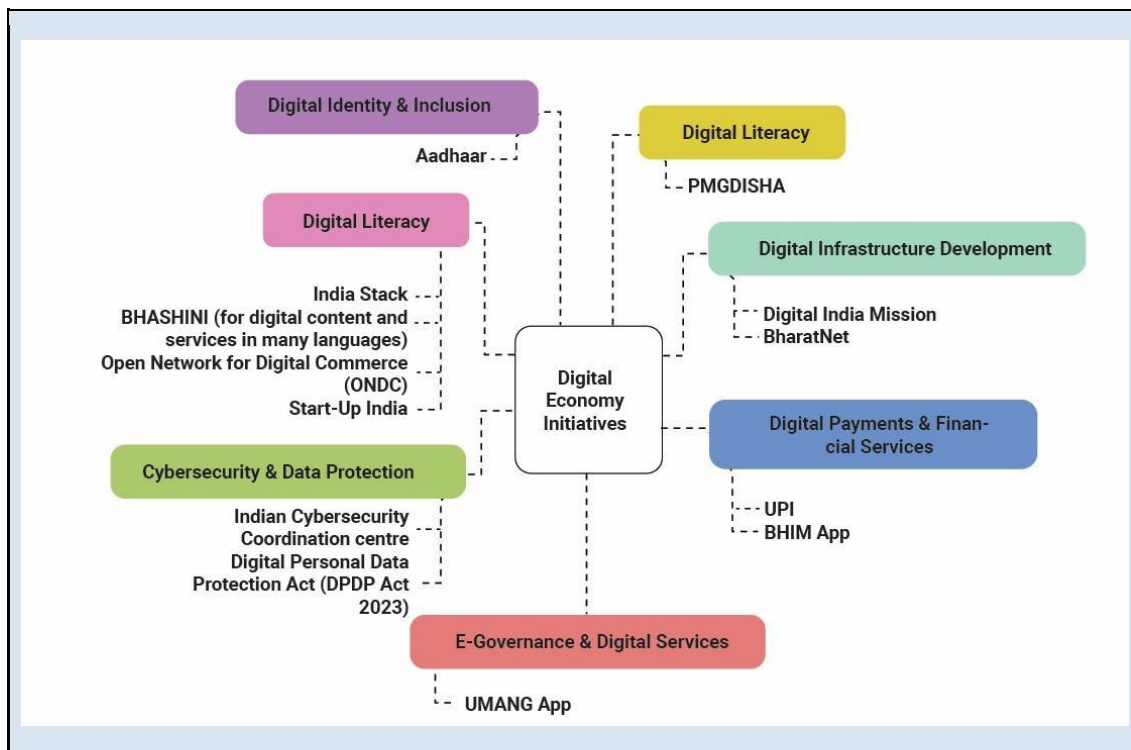 Digital Identity & Inclusion
Aadhaar
Digital Literacy
PMGDISHA
Digital Literacy
India Stack
BHASHINI (for digital content and
services in many languages)
Open Network for Digital Commerce
(ONDC)
Start-Up India
Digital Infrastructure Development
Digital India Mission
BharatNet
Digital
Economy
Initiatives
Digital Payments & Finan-
cial Services
UPI
BHIM App
Cybersecurity & Data Protection
Indian Cybersecurity
Coordination centre
Digital Personal Data
Protection Act (DPDP Act
2023)
E-Governance & Digital Services
UMANG App